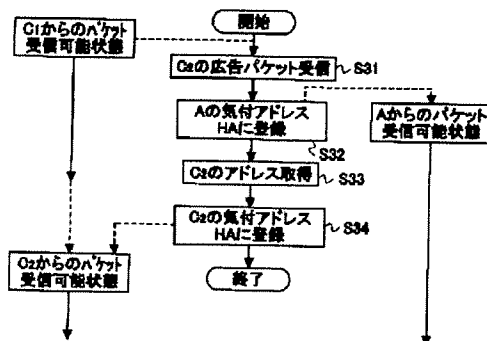 開始
C₁からのパケット
受信可能状態
C₂の広告パケット受信
S31
Aの気付アドレス
HAに登録
S32
Aからのパケット
受信可能状態
C₂のアドレス取得
S33
C₂の気付アドレス
HAに登録
S34
C₂からのパケット
受信可能状態
終了